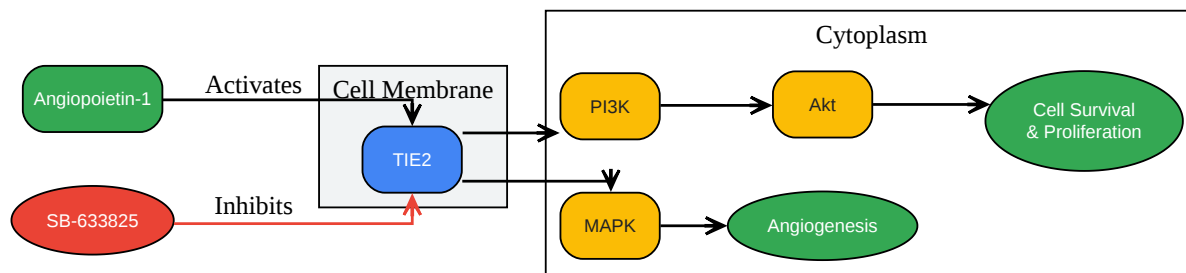 Cytoplasm
Activates
Cell Membrane
Angiopoietin-1
PI3K
Akt
Cell Survival
& Proliferation
TIE2
Inhibits
SB-633825
MAPK
Angiogenesis